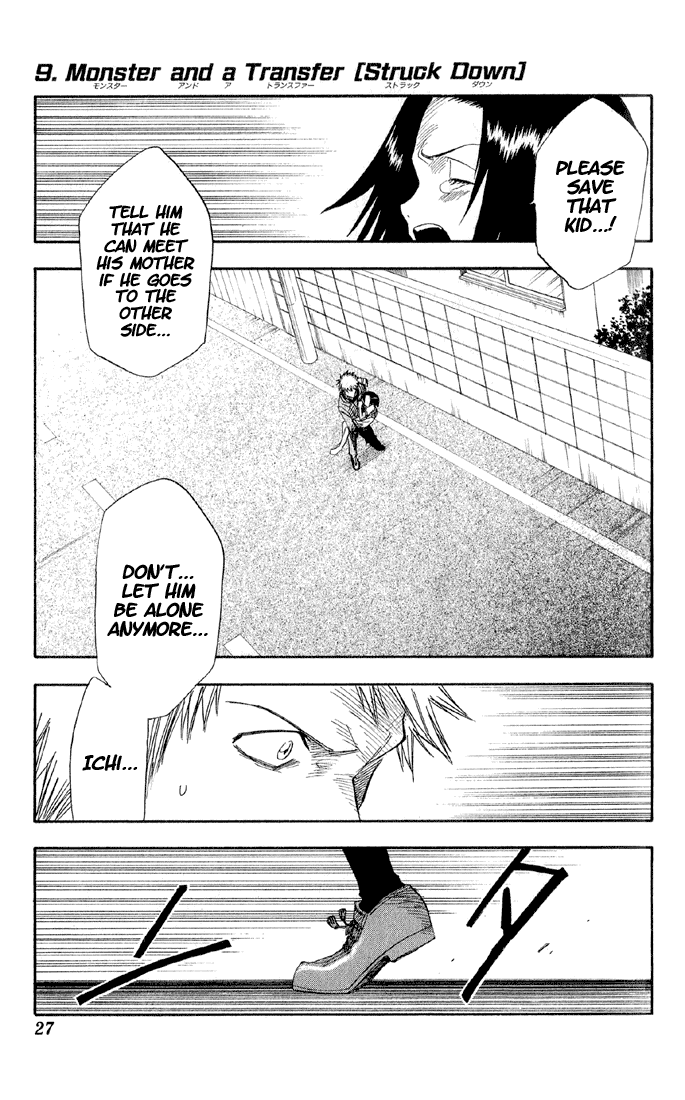 9. Monster and a Transfer [Struck Down]
モンスター アンド ア トランスファー ストラック ダウン
PLEASE
SAVE
THAT
KID...!
TELL HIM
THAT HE
CAN MEET
HIS MOTHER
IF HE GOES
TO THE
OTHER
SIDE...
DON'T...
LET HIM
BE ALONE
ANYMORE...
ICHI...
タン
27